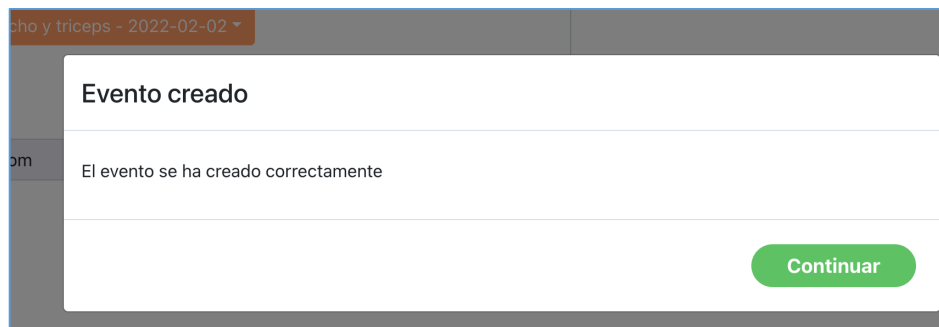 cho y triceps - 2022-02-02
Evento creado
om
El evento se ha creado correctamente
Continuar